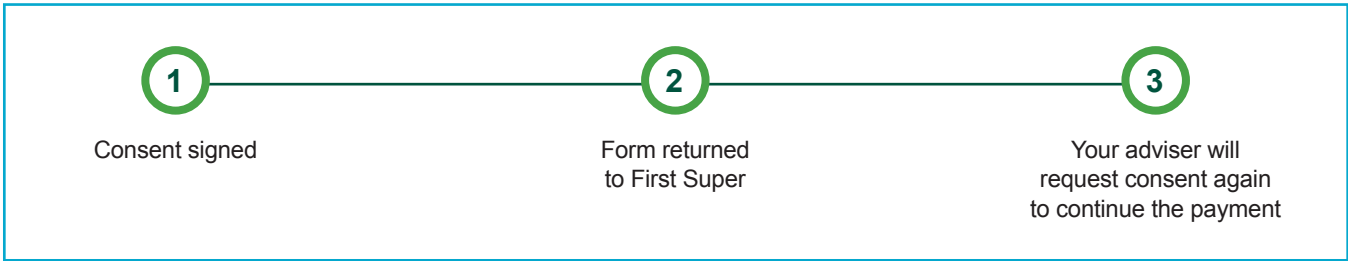 1
Consent signed
2
Form returned
to First Super
3
Your adviser will
request consent again
to continue the payment